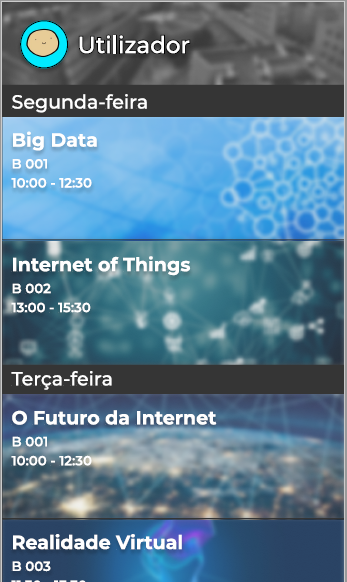 Utilizador
Segunda-feira
Big Data
B 001
10:00 - 12:30
Internet of Things
B 002
13:00 - 15:30
Terça-feira
O Futuro da Internet
B 001
10:00 - 12:30
Realidade Virtual
B 003